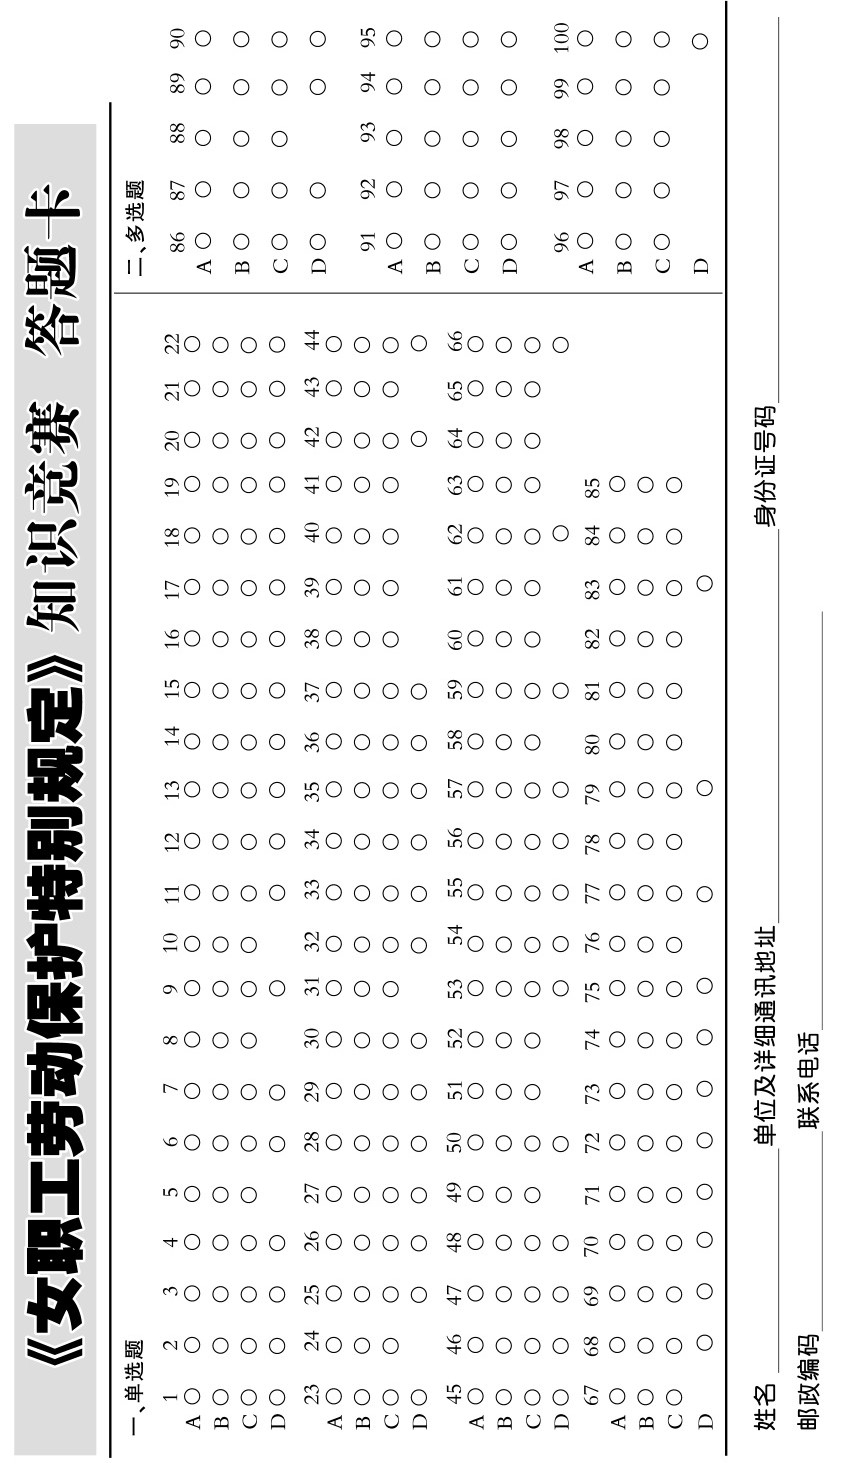 《女职工劳动保护特别规定》知识竞赛 答题卡
一、单选题
1 2 3 4 5 6 7 8 9 10 11 12 13 14 15 16 17 18 19 20 21 22
A
B
C
D
23 24 25 26 27 28 29 30 31 32 33 34 35 36 37 38 39 40 41 42 43 44
A
B
C
D
45 46 47 48 49 50 51 52 53 54 55 56 57 58 59 60 61 62 63 64 65 66
A
B
C
D
67 68 69 70 71 72 73 74 75 76 77 78 79 80 81 82 83 84 85
A
B
C
D
二、多选题
86 87 88 89 90
A
B
C
D
91 92 93 94 95
A
B
C
D
96 97 98 99 100
A
B
C
D
姓名 单位及详细通讯地址 身份证号码
邮政编码 联系电话